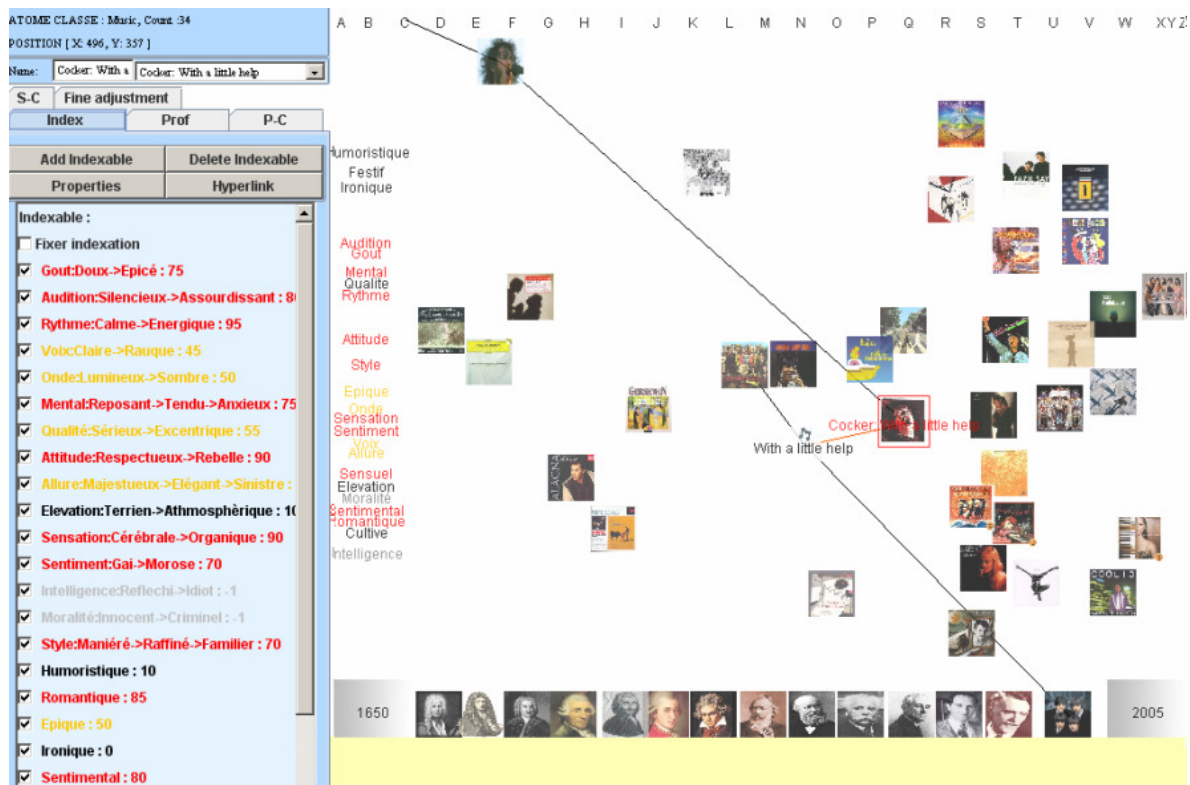 ATOME CLASSE : Music, Count :34
POSITION [ X: 496, Y: 357 ]
Name: Cocker: With a Cocker: With a little help
S-C Fine adjustment
Index Prof P-C
Add Indexable Delete Indexable
Properties Hyperlink
Indexable :
Fixer indexation
Gout:Doux->Epicé : 75
Audition:Silencieux->Assourdissant : 8
Rythme:Calme->Energique : 95
Voix:Claire->Rauque : 45
Onde:Lumineux->Sombre : 50
Mental:Reposant->Tendu->Anxieux : 75
Qualité:Sérieux->Excentrique : 55
Attitude:Respectueux->Rebelle : 90
Allure:Majestueux->Elégant->Sinistre :
Elevation:Terrien->Athmosphèrique : 10
Sensation:Cérébrale->Organique : 90
Sentiment:Gai->Morose : 70
Intelligence:Reflechi->Idiot : -1
Moralité:Innocent->Criminel : -1
Style:Maniéré->Raffiné->Familier : 70
Humoristique : 10
Romantique : 85
Epique : 50
Ironique : 0
Sentimental : 80
A B C D E F G H I J K L M N O P Q R S T U V W XYZ
umoristique
Festif
Ironique
Audition
Gout
Mental
Qualite
Rythme
Attitude
Style
Epique
Onde
Sensation
Sentiment
Voix
Allure
Sensuel
Elevation
Moralité
Sentimental
Romantique
Cultive
Intelligence
Cocker: With a little help
With a little help
FAZIL SAY
COOLIO
1650
2005